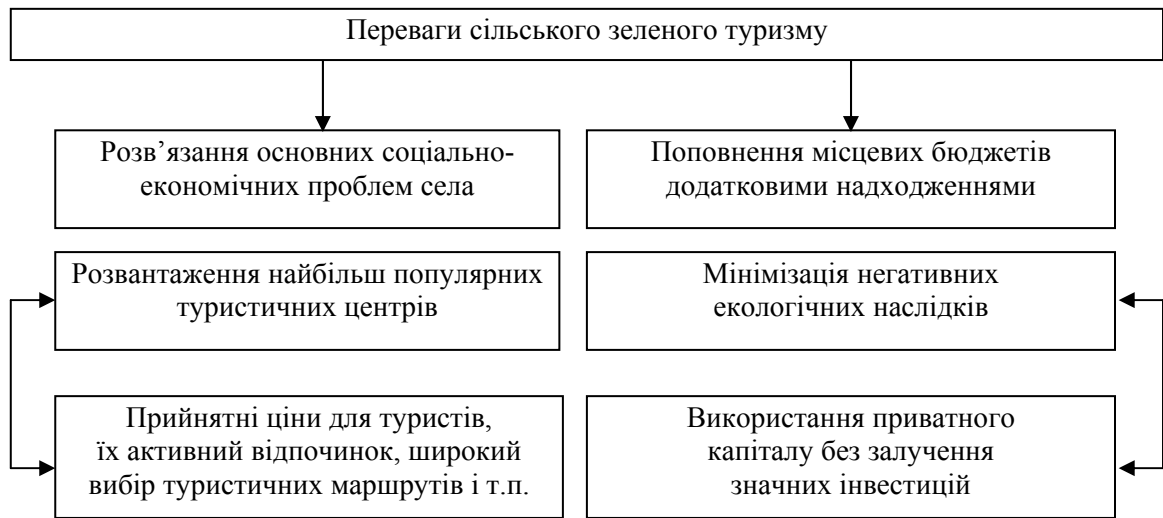 Переваги сільського зеленого туризму
Розв’язання основних соціально-
економічних проблем села
Поповнення місцевих бюджетів
додатковими надходженнями
Розвантаження найбільш популярних
туристичних центрів
Мінімізація негативних
екологічних наслідків
Прийнятні ціни для туристів,
їх активний відпочинок, широкий
вибір туристичних маршрутів і т.п.
Використання приватного
капіталу без залучення
значних інвестицій